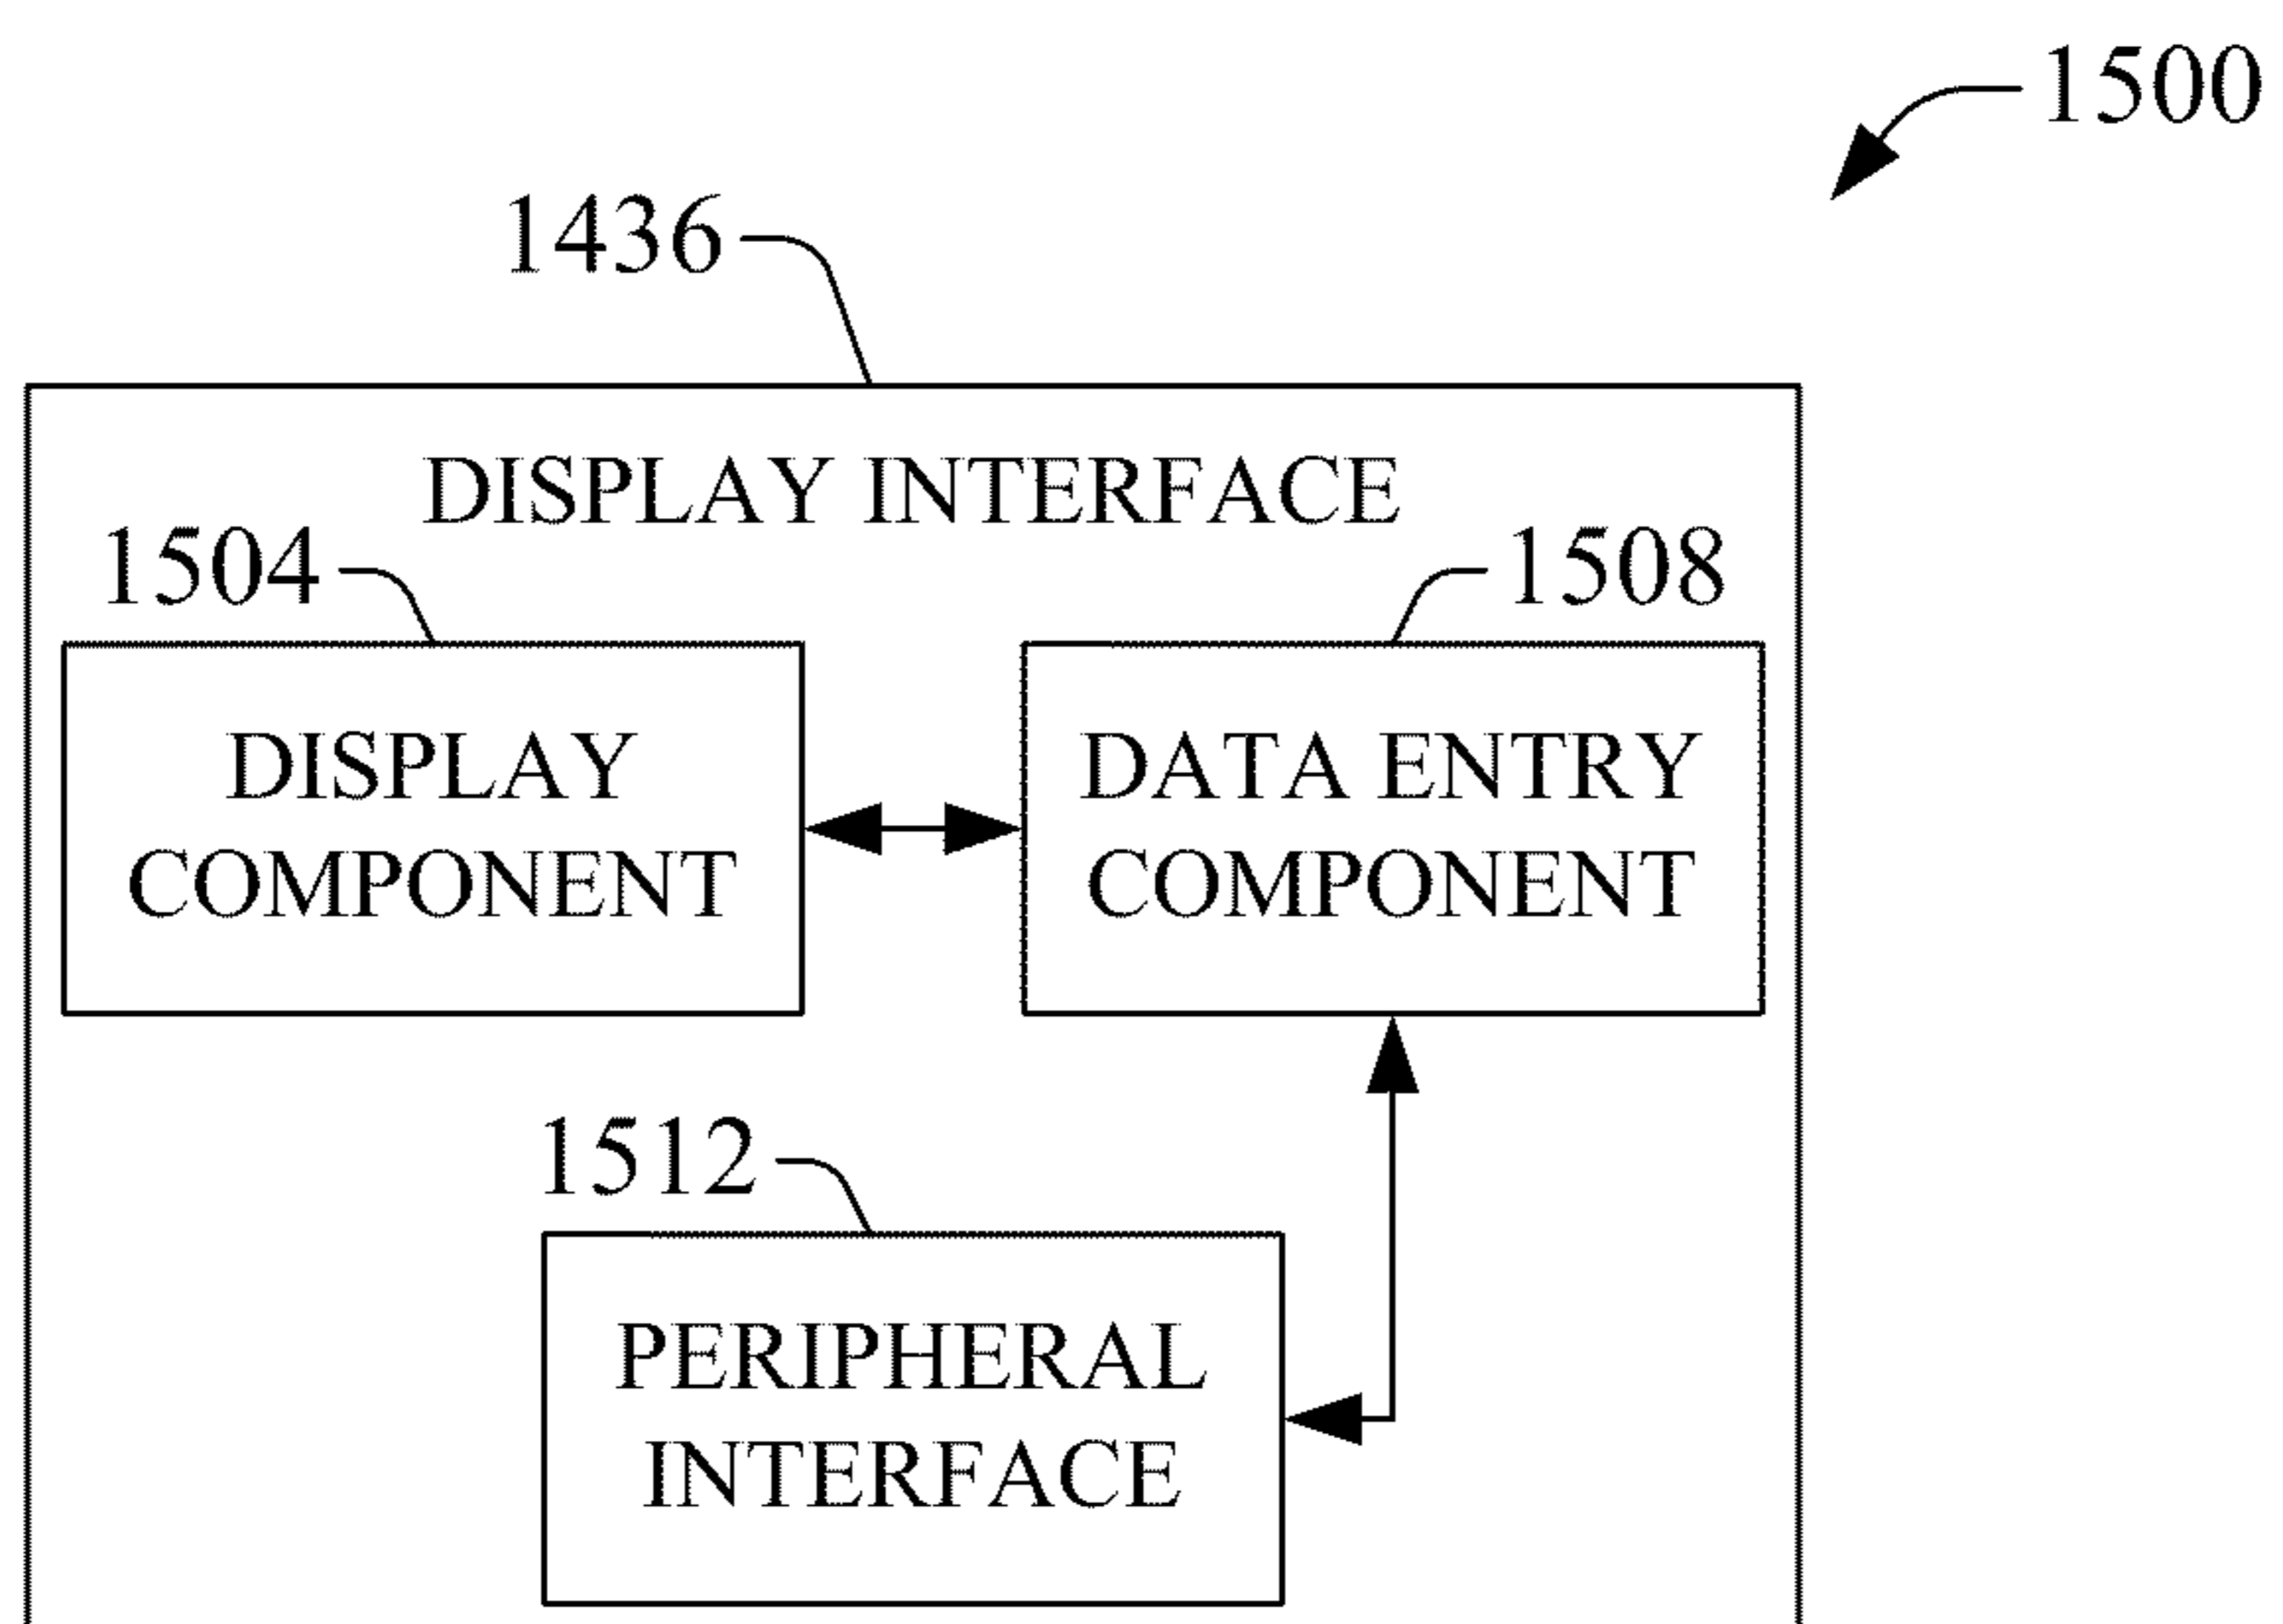 1500
1436
DISPLAY INTERFACE
1504
1508
DISPLAY
COMPONENT
DATA ENTRY
COMPONENT
1512
PERIPHERAL
INTERFACE